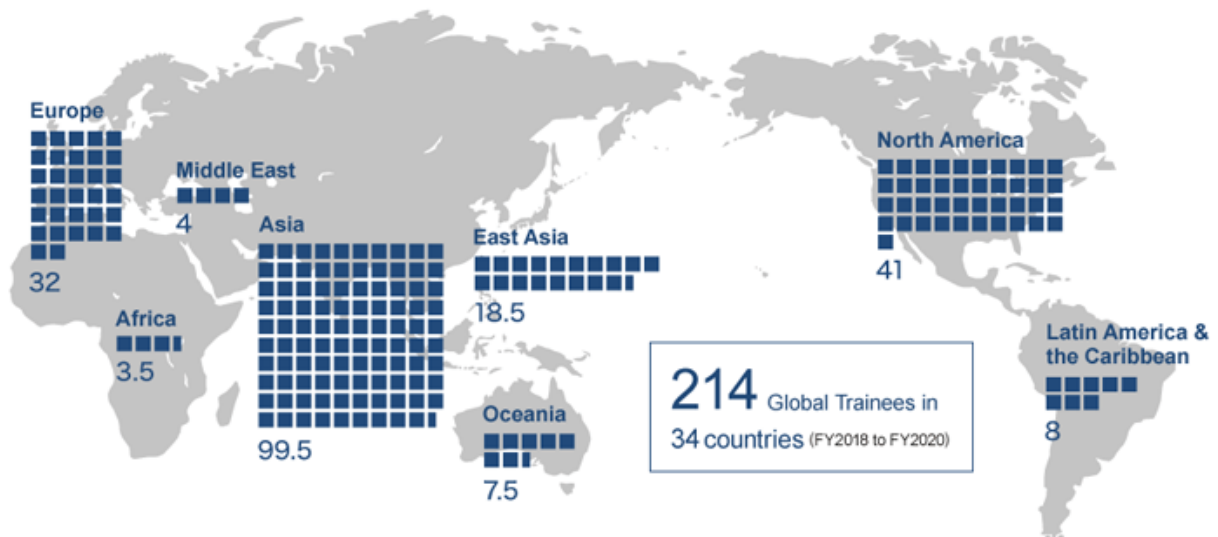 Europe
32
Middle East
4
Africa
3.5
Asia
99.5
East Asia
18.5
Oceania
7.5
North America
41
Latin America &
the Caribbean
8
214 Global Trainees in
34 countries (FY2018 to FY2020)